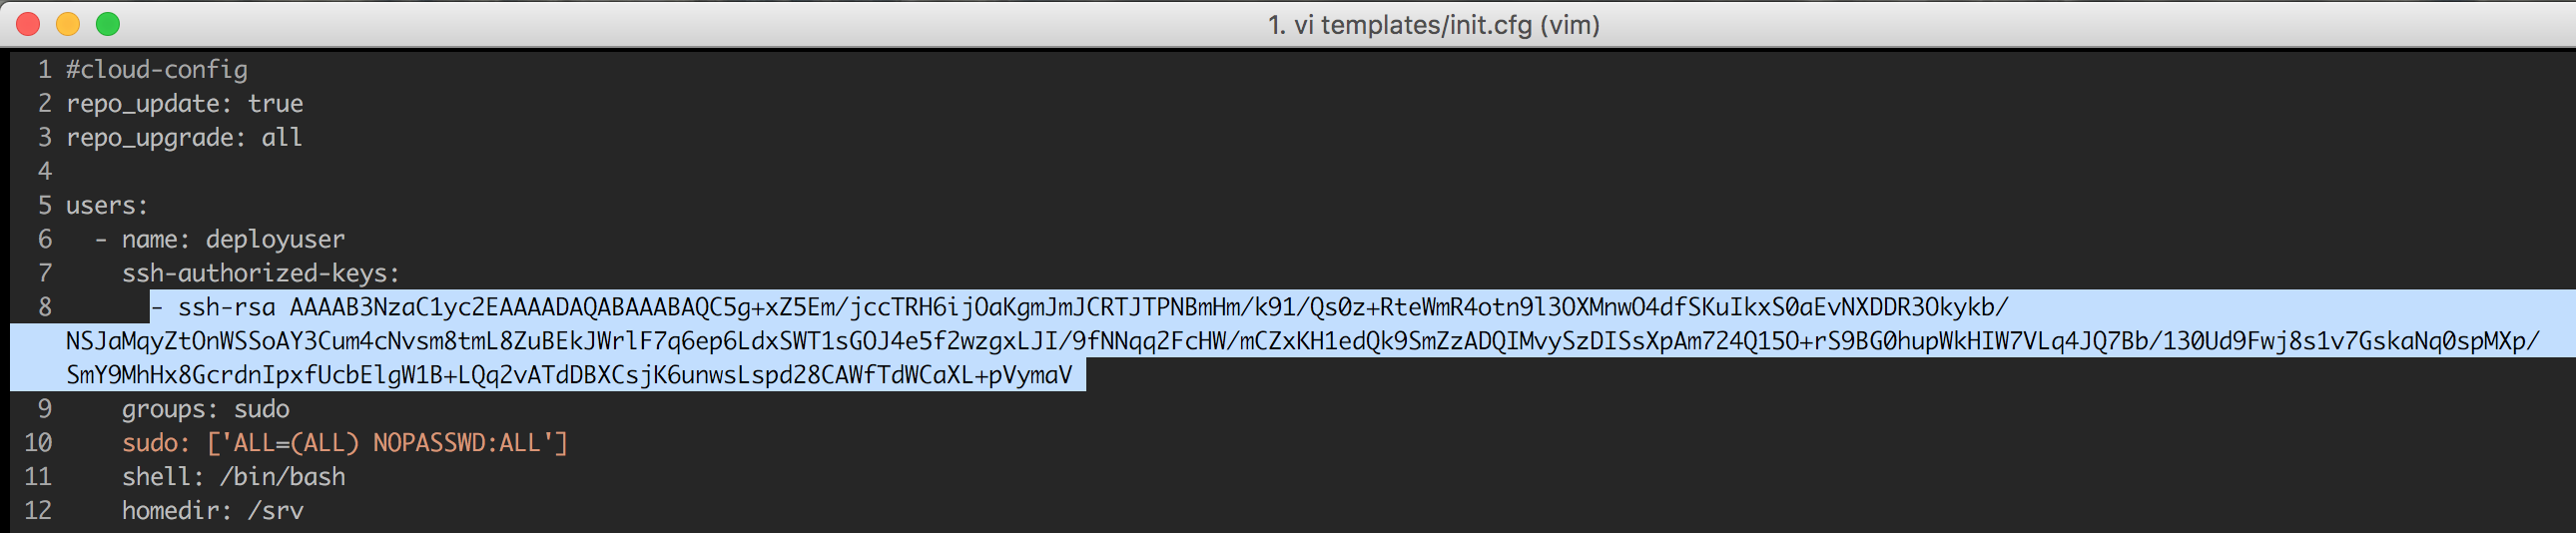 1. vi templates/init.cfg (vim)
1 #cloud-config
2 repo_update: true
3 repo_upgrade: all
4
5 users:
6   - name: deployuser
7     ssh-authorized-keys:
8       - ssh-rsa AAAAB3NzaC1yc2EAAAADAQABAAABAQC5g+xZ5Em/jccTRH6ijOaKgmJmJCRTJTPNBmHm/k91/Qs0z+RteWmR4otn9l3OXMnwO4dfSKuIkxS0aEvNXDDR3Okykb/
NSJaMqyZtOnWSSoAY3Cum4cNvsm8tmL8ZuBEkJWrlF7q6ep6LdxSWT1sGOJ4e5f2wzgxLJI/9fNNqq2FcHW/mCZxKH1edQk9SmZzADQIMvySzDISsXpAm724Q15O+rS9BG0hupWkHIW7VLq4JQ7Bb/130Ud9Fwj8s1v7GskaNq0spMXp/
SmY9MhHx8GcrdnIpxfUcbElgW1B+LQq2vATdDBXCsjK6unwsLspd28CAWfTdWCaXL+pVymaV
9     groups: sudo
10     sudo: ['ALL=(ALL) NOPASSWD:ALL']
11     shell: /bin/bash
12     homedir: /srv